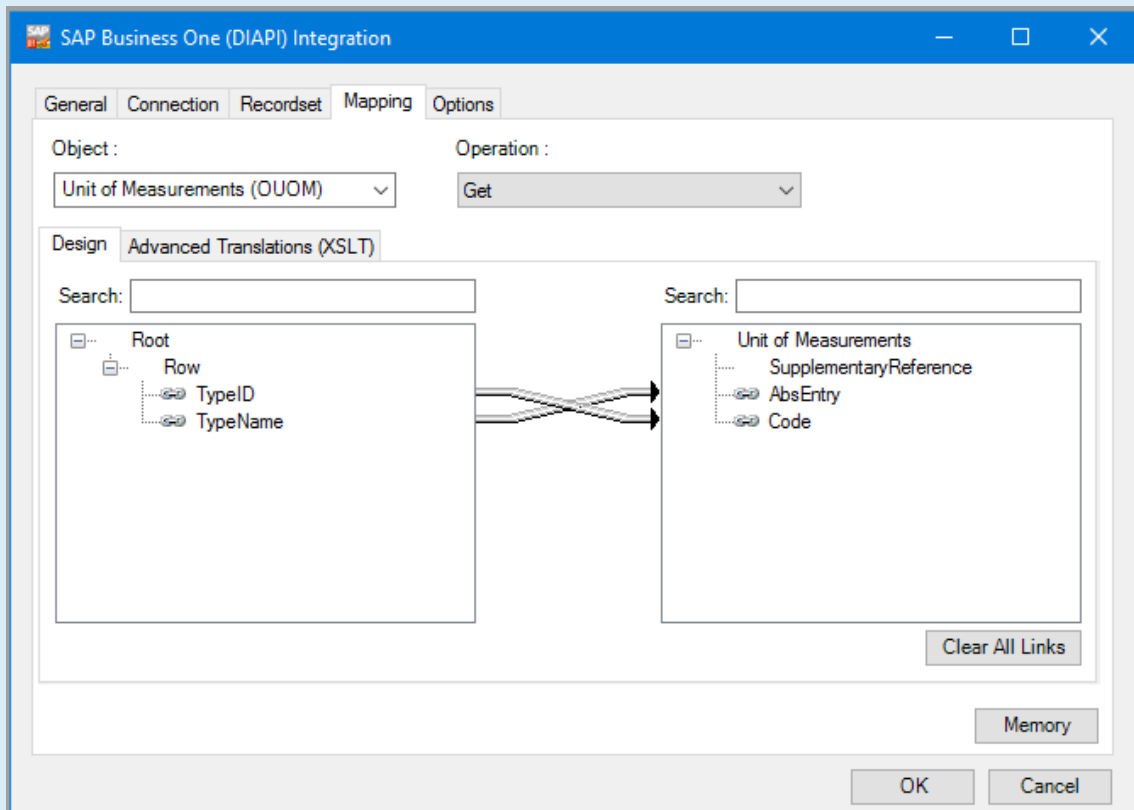 SAP SAP Business One (DIAPI) Integration
General Connection Recordset Mapping Options
Object : Operation :
Unit of Measurements (OUOM) Get
Design Advanced Translations (XSLT)
Search: Search:
Root Unit of Measurements
Row SupplementaryReference
TypeID AbsEntry
TypeName Code
Clear All Links
Memory
OK Cancel